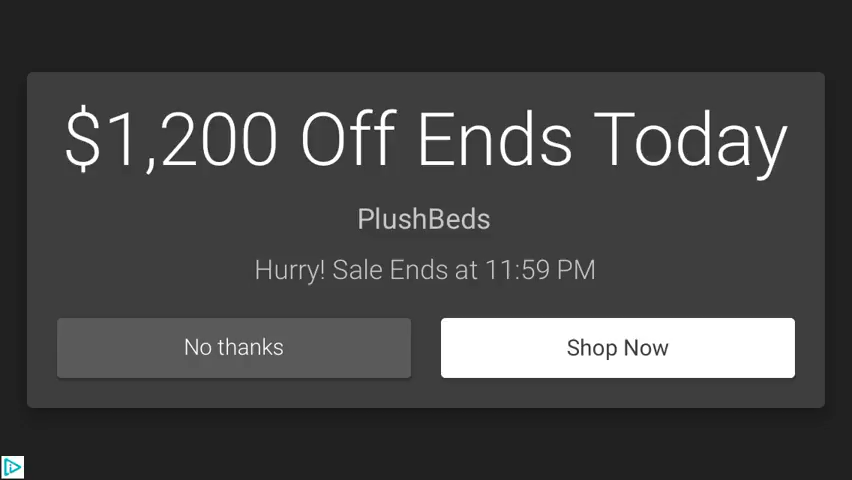 $1,200 Off Ends Today
PlushBeds
Hurry! Sale Ends at 11:59 PM
No thanks
Shop Now